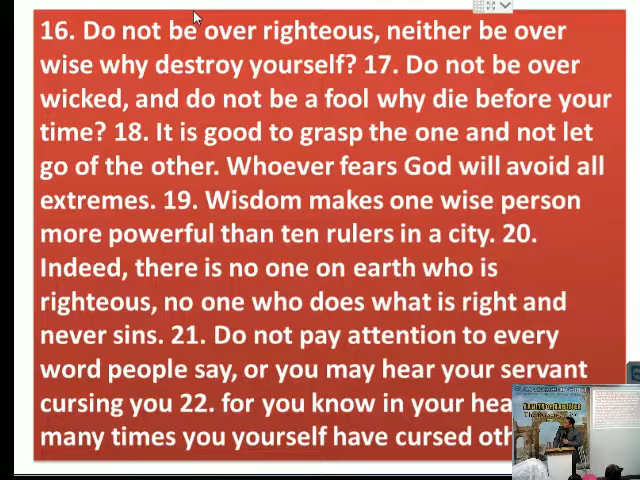 16. Do not be over righteous, neither be over
wise why destroy yourself? 17. Do not be over
wicked, and do not be a fool why die before your
time? 18. It is good to grasp the one and not let
go of the other. Whoever fears God will avoid all
extremes. 19. Wisdom makes one wise person
more powerful than ten rulers in a city. 20.
Indeed, there is no one on earth who is
righteous, no one who does what is right and
never sins. 21. Do not pay attention to every
word people say, or you may hear your servant
cursing you 22. for you know in your hea
many times you yourself have cursed oth